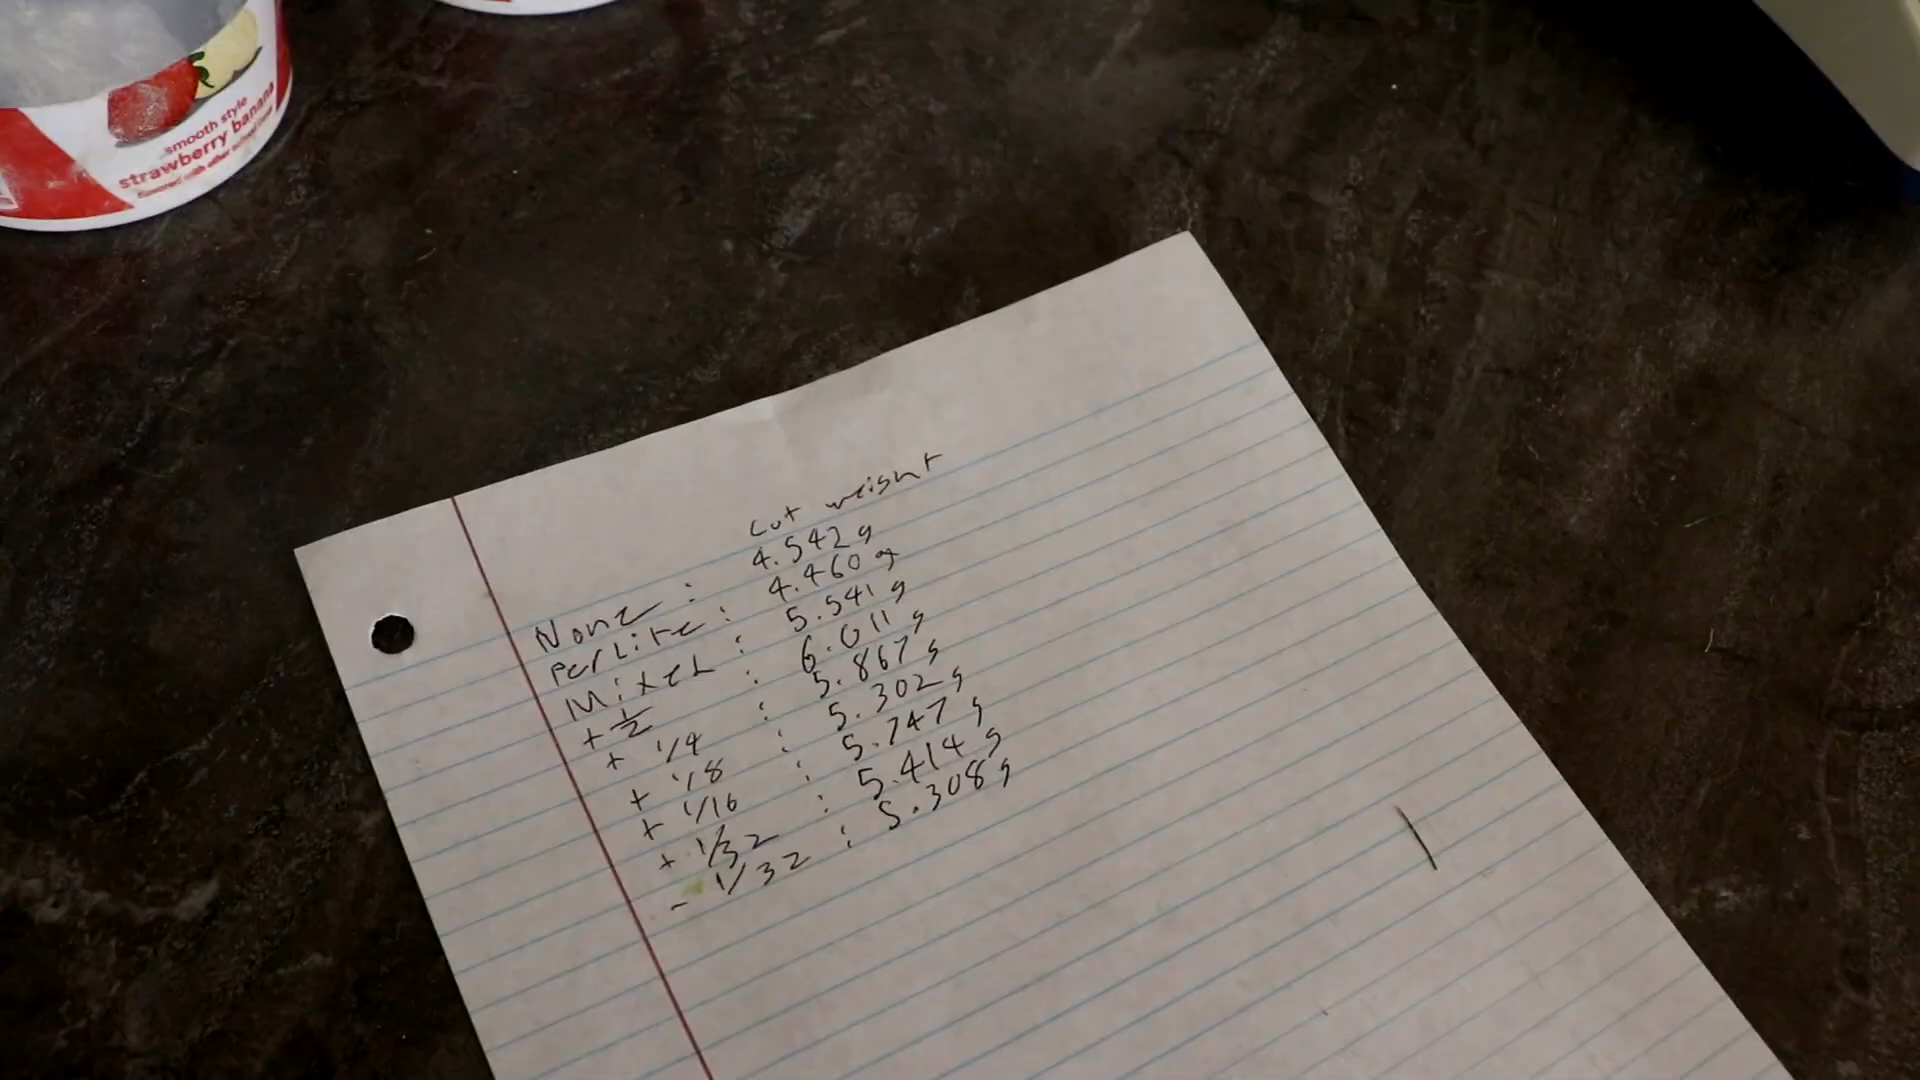 smooth style
strawberry banana
cut weight
None : 4.542 g
Perlite : 4.460 g
Mixed : 5.541 g
+ 1/2 : 6.011 g
+ 1/4 : 5.867 g
+ 1/8 : 5.302 g
+ 1/16 : 5.747 g
+ 1/32 : 5.414 g
- 1/32 : 5.308 g